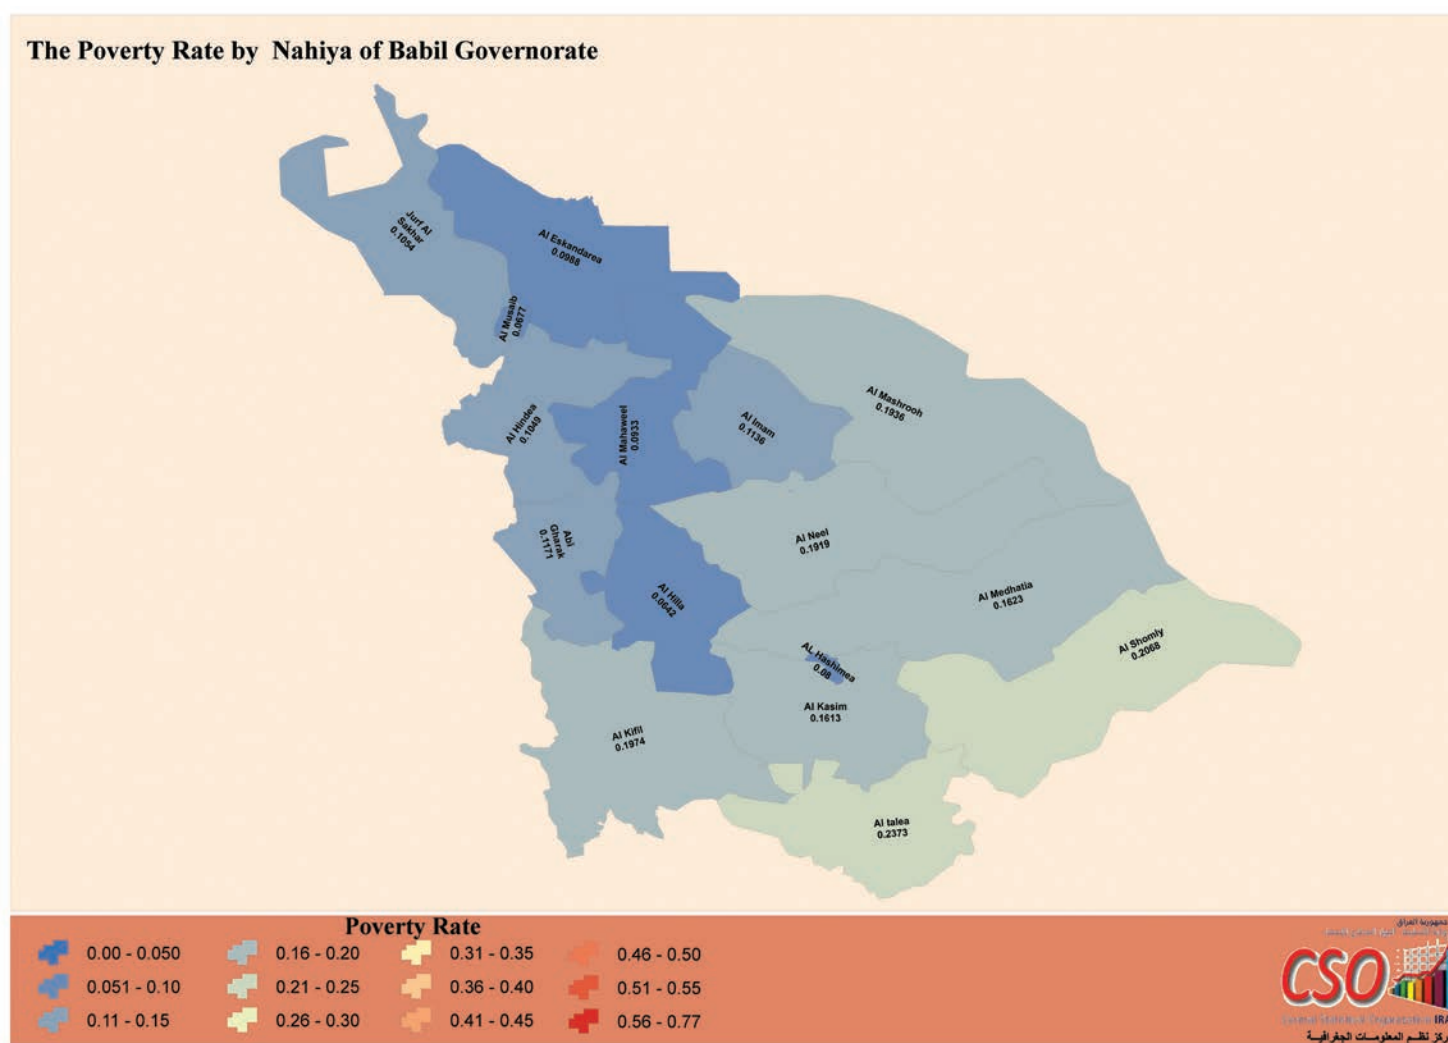 The Poverty Rate by Nahiya of Babil Governorate
Jurf Al
Sakhar
0.1054
Al Eskandarea
0.0988
Al Musaib
0.0677
Al Hindea
0.1049
Al Mahaweel
0.0933
Al Imam
0.1136
Al Mashrooh
0.1936
Abi
Gharak
0.1171
Al Neel
0.1919
Al Hilla
0.0642
Al Medhatia
0.1623
AL Hashimea
0.08
Al Shomly
0.2068
Al Kasim
0.1613
Al Kifil
0.1974
Al talea
0.2373
Poverty Rate
0.00 - 0.050
0.051 - 0.10
0.11 - 0.15
0.16 - 0.20
0.21 - 0.25
0.26 - 0.30
0.31 - 0.35
0.36 - 0.40
0.41 - 0.45
0.46 - 0.50
0.51 - 0.55
0.56 - 0.77
CSO
نظم المعلومات الجغرافية